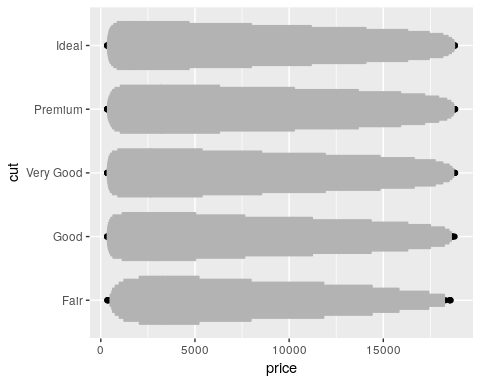 Ideal
Premium
Very Good
Good
Fair
cut
0 5000 10000 15000
price